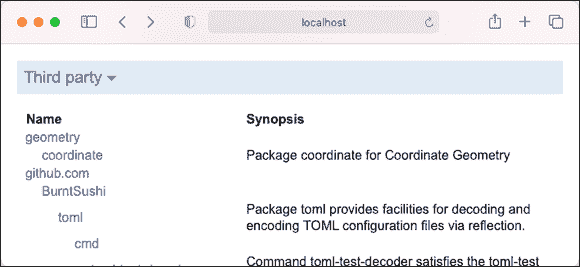 localhost
Third party
Name Synopsis
geometry
coordinate Package coordinate for Coordinate Geometry
github.com
BurntSushi
toml Package toml provides facilities for decoding and
encoding TOML configuration files via reflection.
cmd
Command toml-test-decoder satisfies the toml-test